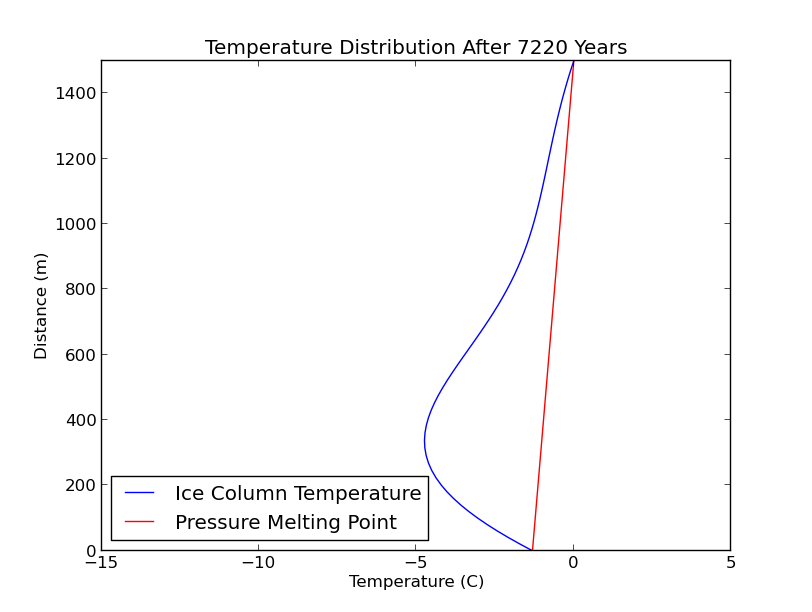 Temperature Distribution After 7220 Years
1400
1200
1000
800
600
400
200
0
Distance (m)
Ice Column Temperature
Pressure Melting Point
−15 −10 −5 0 5
Temperature (C)